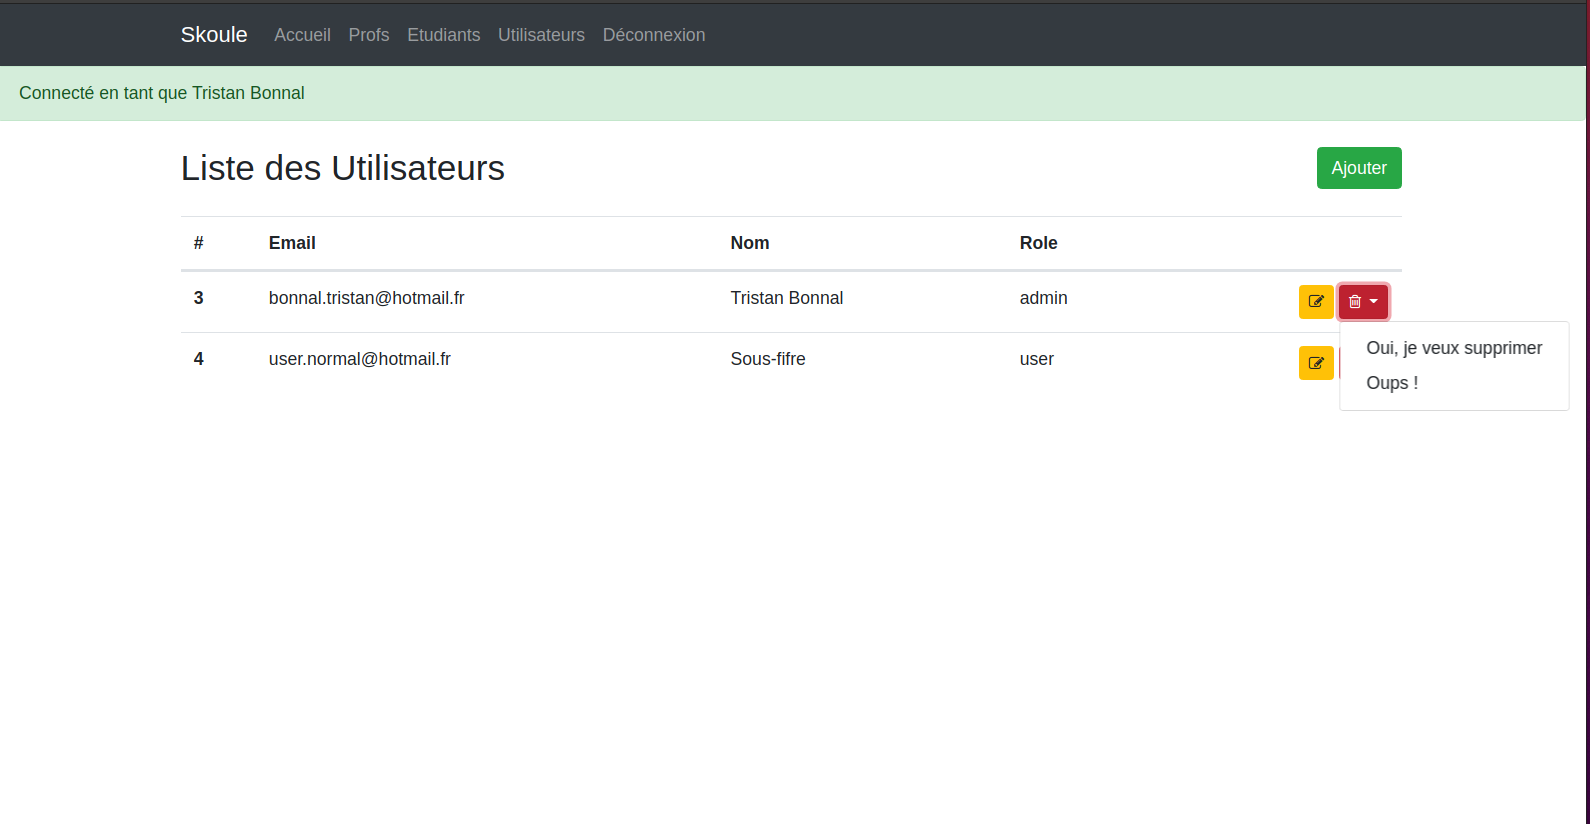 Skoule Accueil Profs Etudiants Utilisateurs Déconnexion
Connecté en tant que Tristan Bonnal
Liste des Utilisateurs Ajouter
# Email Nom Role
3 bonnal.tristan@hotmail.fr Tristan Bonnal admin
4 user.normal@hotmail.fr Sous-fifre user
Oui, je veux supprimer
Oups !